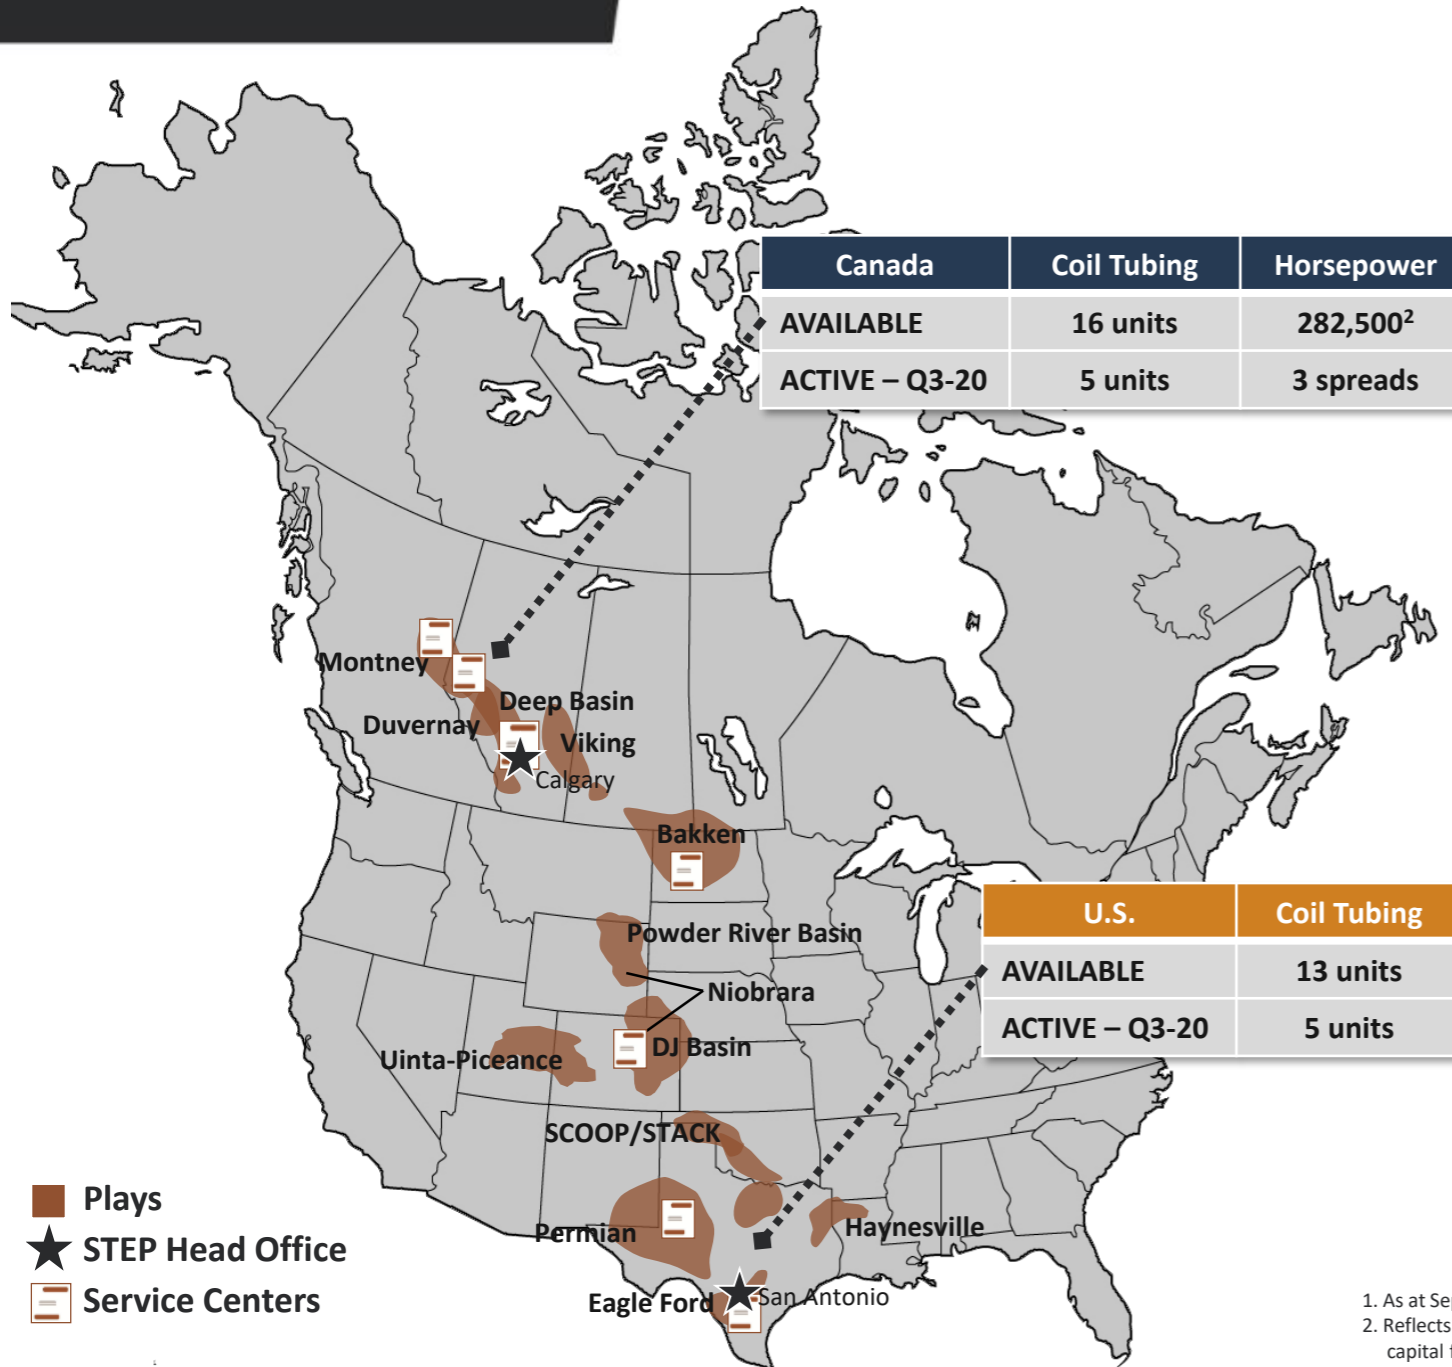 Canada Coil Tubing Horsepower
AVAILABLE 16 units 282,500²
ACTIVE – Q3-20 5 units 3 spreads
Montney
Deep Basin
Duvernay
Viking
Calgary
Bakken
U.S. Coil Tubing
AVAILABLE 13 units
ACTIVE – Q3-20 5 units
Powder River Basin
Niobrara
DJ Basin
Uinta-Piceance
SCOOP/STACK
Permian
Haynesville
Eagle Ford
San Antonio
Plays
STEP Head Office
Service Centers
1. As at
2. Reflects
capital